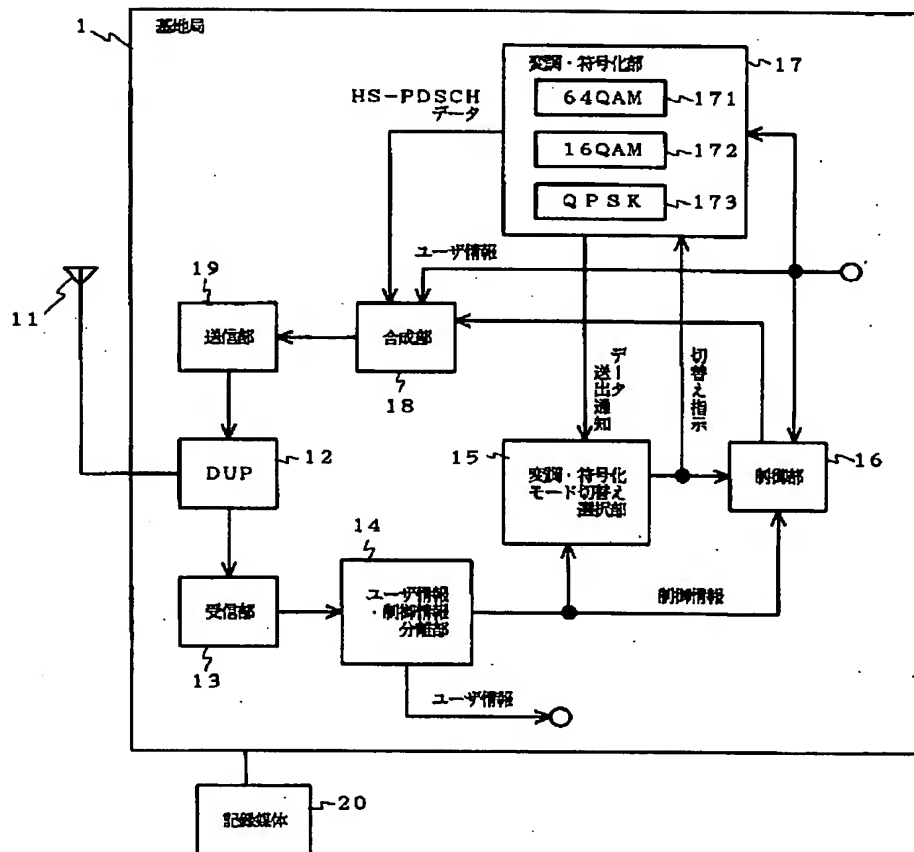 1
基地局
変調・符号化部
17
64QAM
171
16QAM
172
QPSK
173
HS-PDSCH
データ
ユーザ情報
11
19
送信部
合成部
18
データ
送出通知
切替え指示
DUP
12
15
変調・符号化
モード切替え
選択部
制御部
16
14
ユーザ情報
・制御情報
分離部
受信部
13
制御情報
ユーザ情報
記録媒体
20